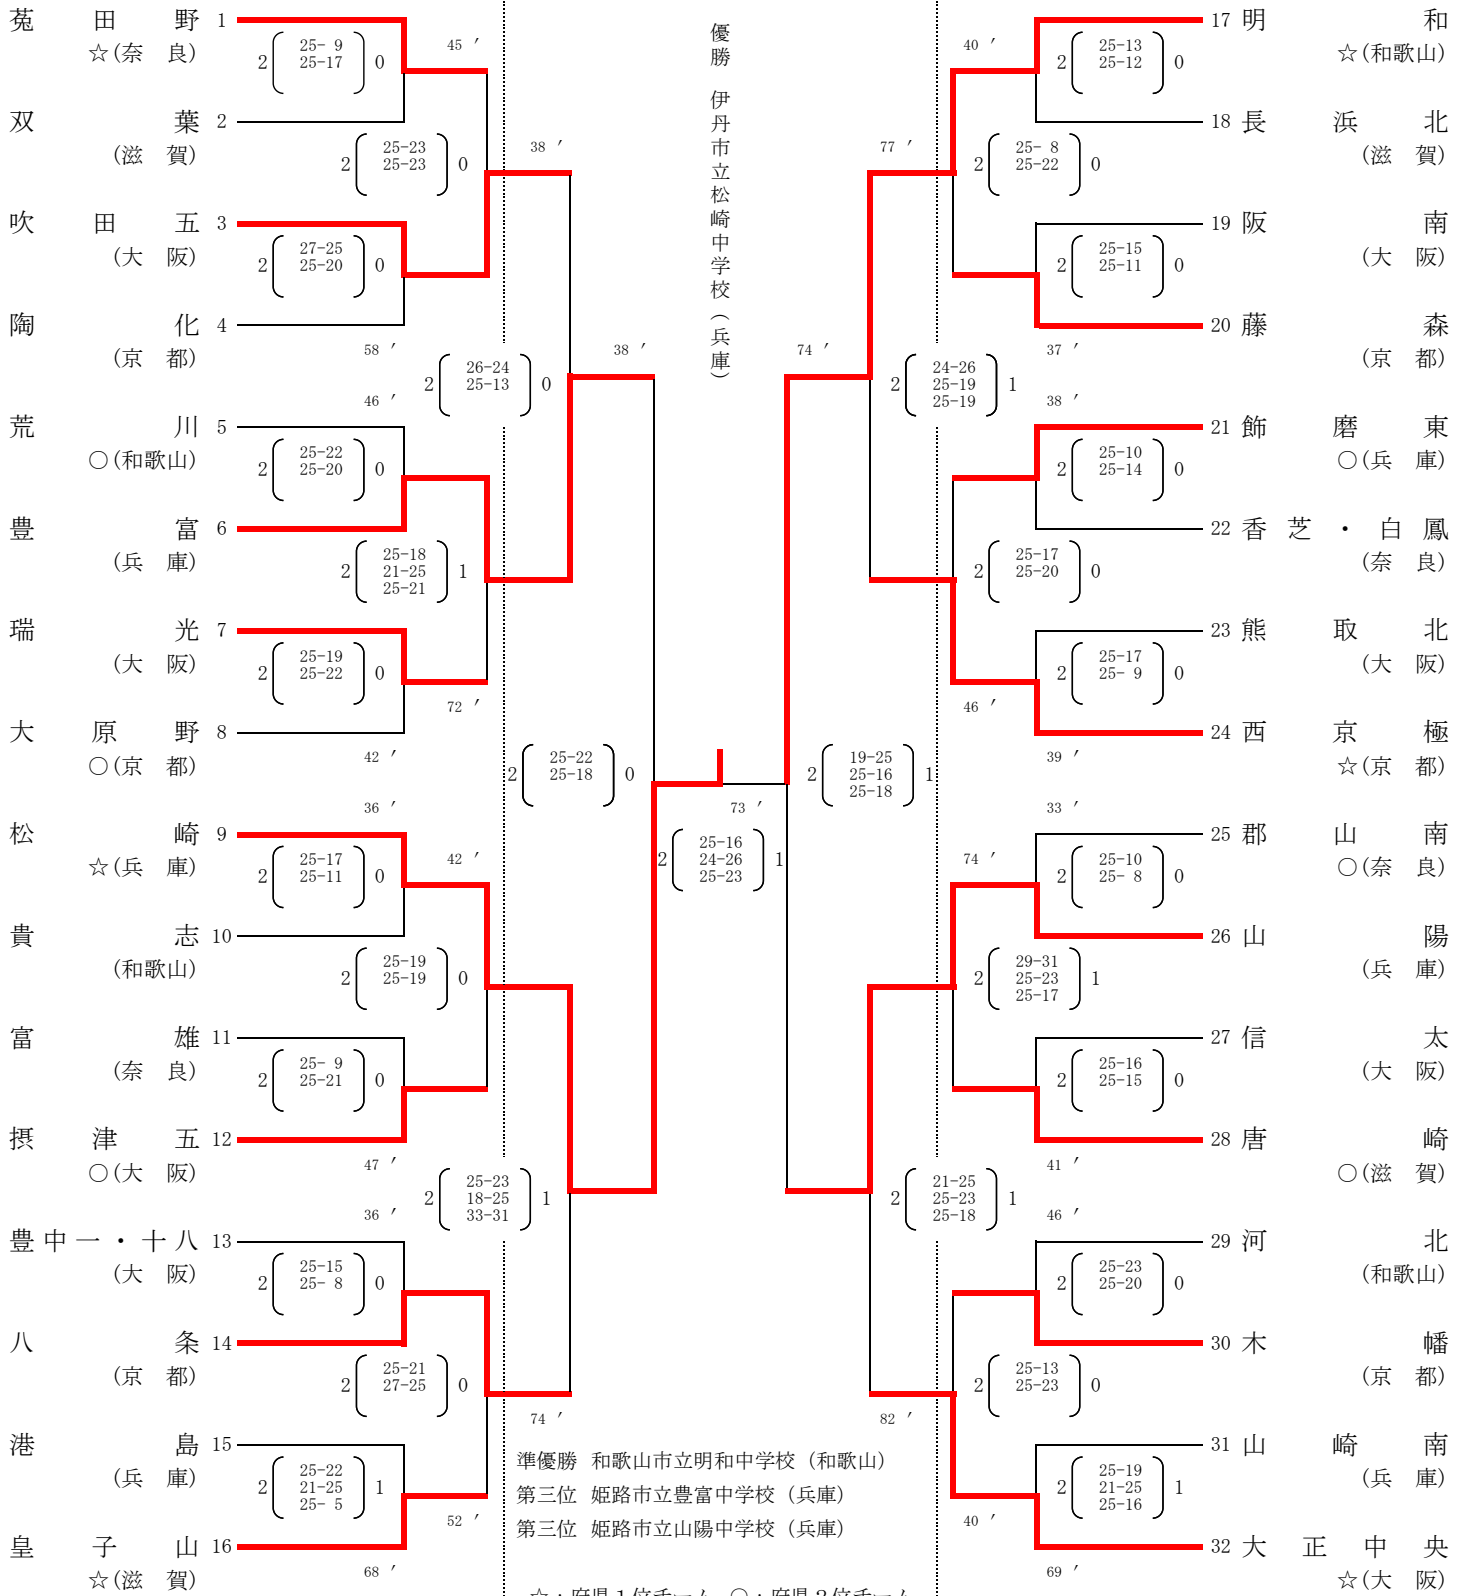 菟田野 1
☆(奈 良)
2 25- 9 0
25-17
45 ′
双葉 2
(滋 賀)
2 25-23 0
25-23
38 ′
吹田五 3
(大 阪)
2 27-25 0
25-20
陶化 4
(京 都)
58 ′
2 26-24 0
25-13
38 ′
46 ′
荒川 5
○(和歌山)
2 25-22 0
25-20
豊富 6
(兵 庫)
2 25-18 1
21-25
25-21
瑞光 7
(大 阪)
2 25-19 0
25-22
72 ′
大原野 8
○(京 都)
42 ′
2 25-22 0
25-18
36 ′
松崎 9
☆(兵 庫)
2 25-17 0
25-11
42 ′
貴志 10
(和歌山)
2 25-19 0
25-19
富雄 11
(奈 良)
2 25- 9 0
25-21
摂津五 12
○(大 阪)
47 ′
2 25-23 1
18-25
33-31
36 ′
豊中一・十八 13
(大 阪)
2 25-15 0
25- 8
八条 14
(京 都)
2 25-21 0
27-25
74 ′
港島 15
(兵 庫)
2 25-22 1
21-25
25- 5
52 ′
皇子山 16
☆(滋 賀)
68 ′
優勝 伊丹市立松崎中学校(兵庫)
73 ′
2 25-16 1
24-26
25-23
準優勝 和歌山市立明和中学校(和歌山)
第三位 姫路市立豊富中学校(兵庫)
第三位 姫路市立山陽中学校(兵庫)
☆・府県1位チーム ○・府県2位チーム
17 明和
☆(和歌山)
40 ′
2 25-13 0
25-12
18 長浜北
(滋 賀)
77 ′
2 25- 8 0
25-22
19 阪南
(大 阪)
2 25-15 0
25-11
20 藤森
(京 都)
37 ′
74 ′
2 24-26 1
25-19
25-19
38 ′
21 飾磨東
○(兵 庫)
2 25-10 0
25-14
22 香芝・白鳳
(奈 良)
2 25-17 0
25-20
23 熊取北
(大 阪)
2 25-17 0
25- 9
46 ′
24 西京極
☆(京 都)
39 ′
2 19-25 1
25-16
25-18
33 ′
25 郡山南
○(奈 良)
74 ′
2 25-10 0
25- 8
26 山陽
(兵 庫)
2 29-31 1
25-23
25-17
27 信太
(大 阪)
2 25-16 0
25-15
28 唐崎
○(滋 賀)
41 ′
2 21-25 1
25-23
25-18
46 ′
29 河北
(和歌山)
2 25-23 0
25-20
30 木幡
(京 都)
2 25-13 0
25-23
82 ′
31 山崎南
(兵 庫)
2 25-19 1
21-25
25-16
40 ′
32 大正中央
☆(大 阪)
69 ′